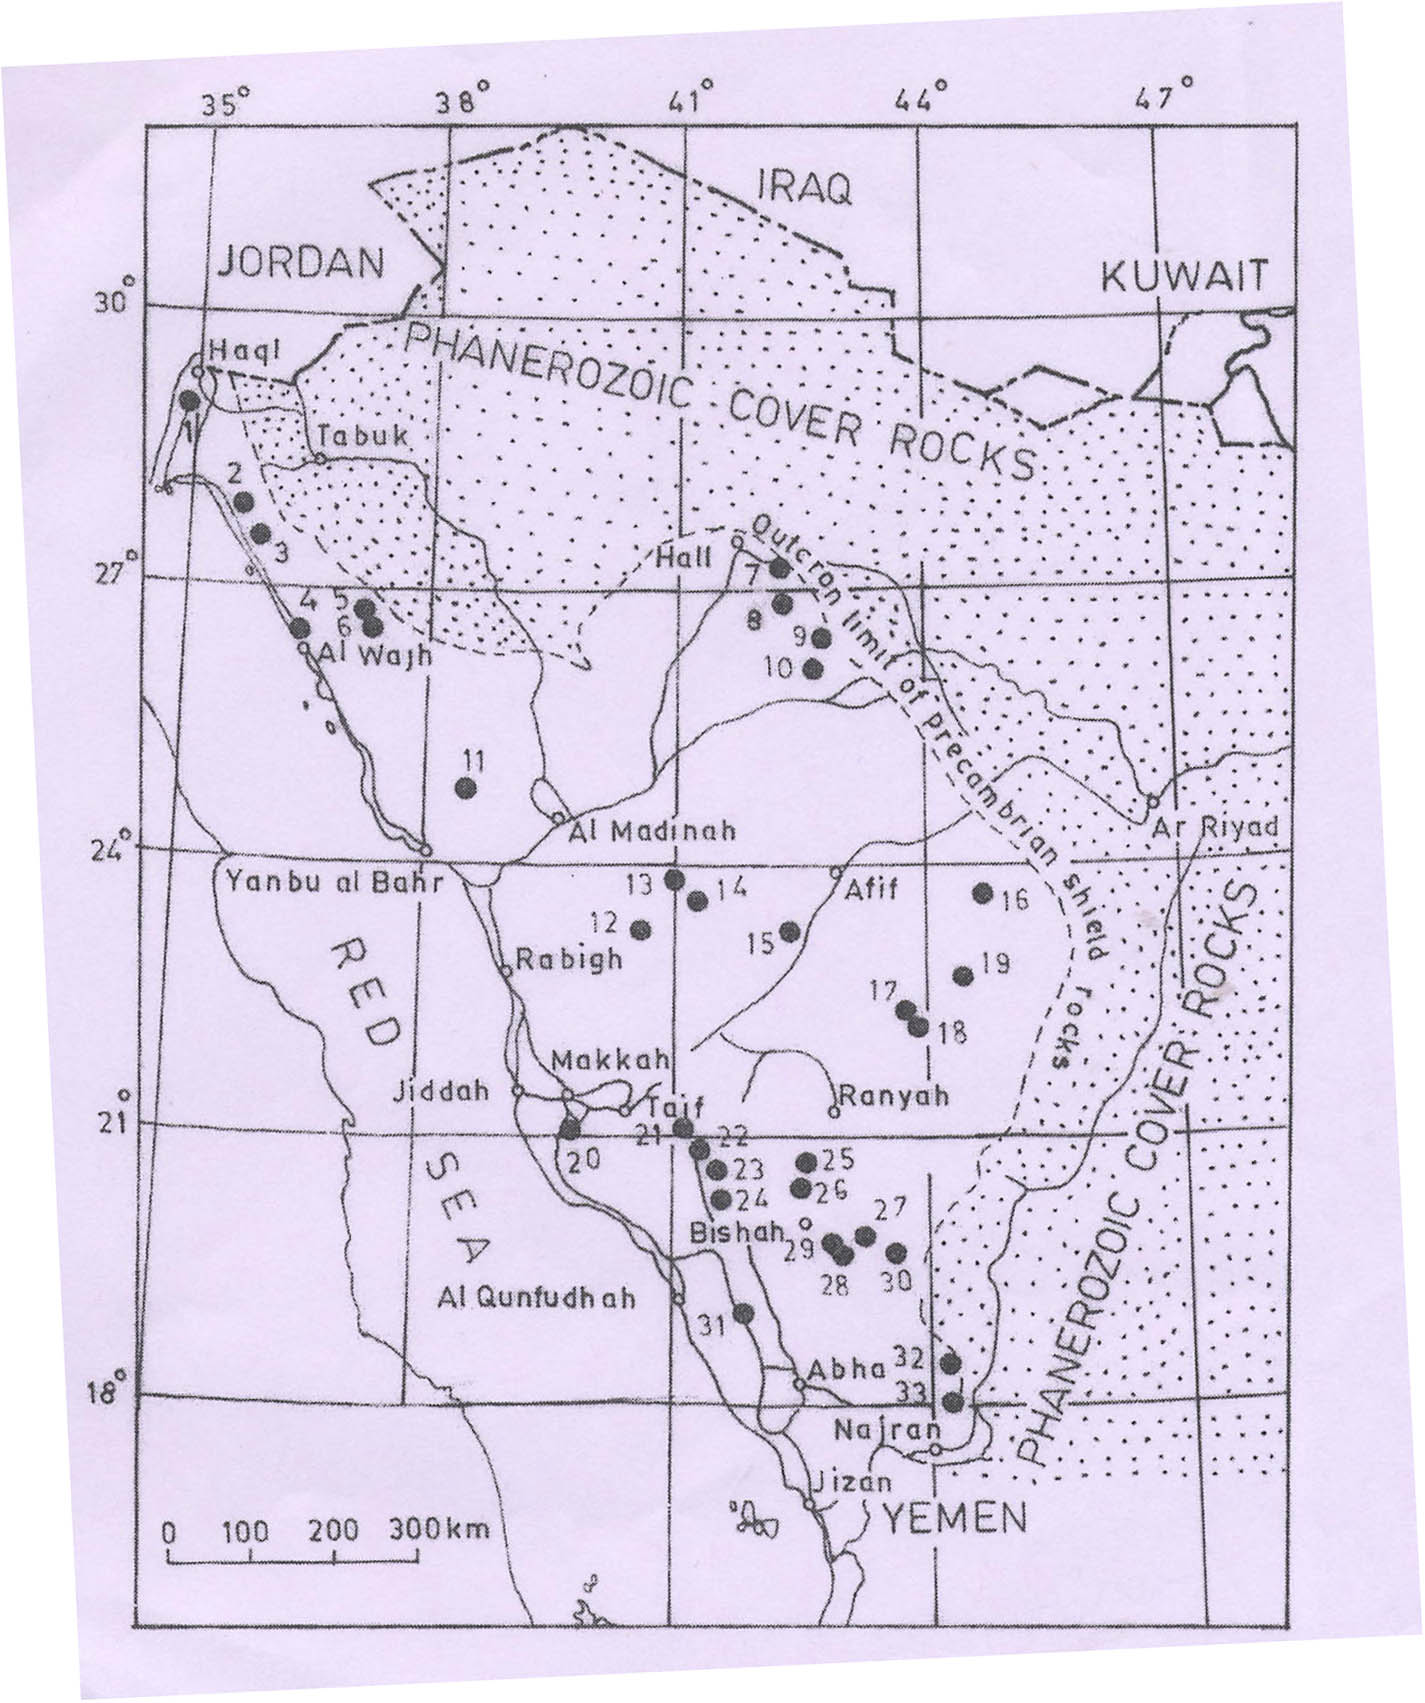 35° 38° 41° 44° 47°
IRAQ
JORDAN
KUWAIT
30°
PHANEROZOIC COVER ROCKS
Haql
1
Tabuk
2
3
Outcrop limit of precambrian shield rocks
Hall
7
27°
4
5
8
6
9
Al Wajh
10
11
Al Madinah
Ar Riyad
24°
Yanbu al Bahr
13
14
Afif
16
12
15
RED SEA
Rabigh
19
17
18
PHANEROZOIC COVER ROCKS
Makkah
Jiddah
Taif
Ranyah
21°
21
22
20
23
25
24
26
Bishah
27
29
28
30
Al Qunfudhah
31
Abha
32
18°
33
Najran
Jizan
YEMEN
0 100 200 300km